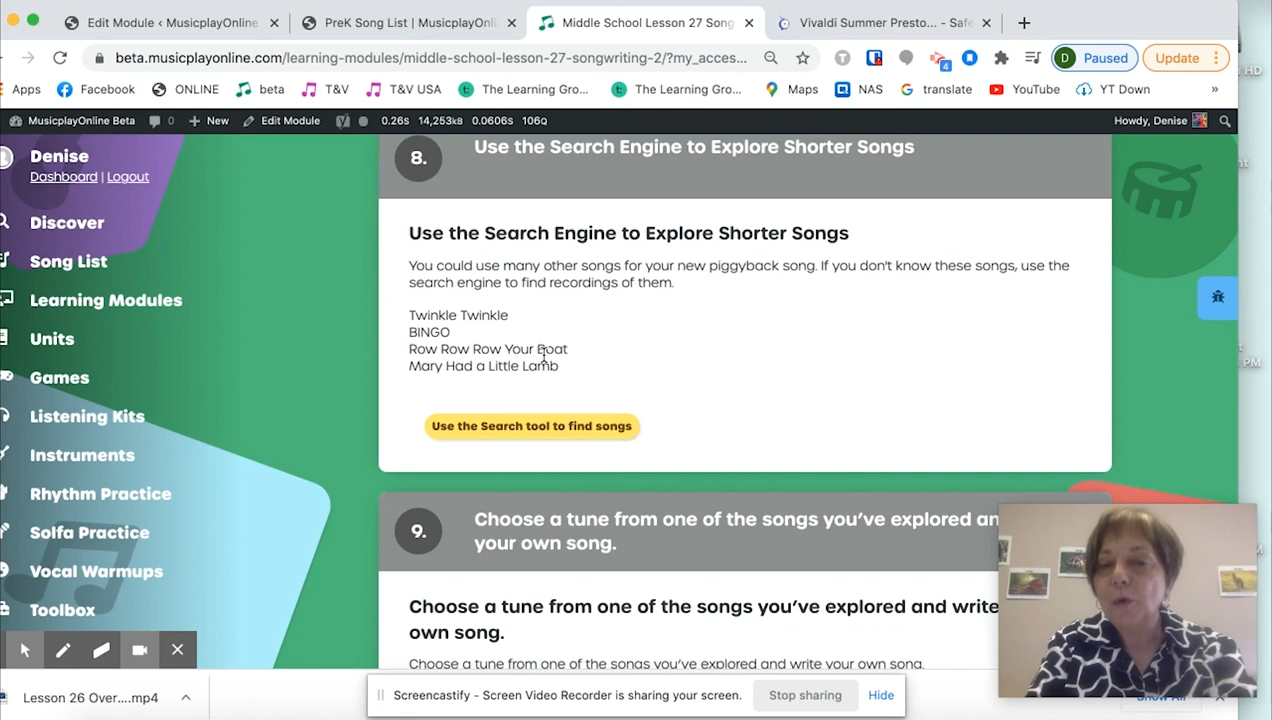 Edit Module ‹ MusicplayOnline
PreK Song List | MusicplayOnli
Middle School Lesson 27 Song
Vivaldi Summer Presto... - Safe
beta.musicplayonline.com/learning-modules/middle-school-lesson-27-songwriting-2/?my_acces...
4
D Paused
Update
Apps
Facebook
ONLINE
beta
T&V
T&V USA
The Learning Gro...
The Learning Gro...
Maps
NAS
translate
YouTube
YT Down
»
HD
MusicplayOnline Beta
0
New
Edit Module
0.26s 14,253kB 0.0606s 106Q
Howdy, Denise
Denise
Dashboard | Logout
Discover
Song List
Learning Modules
Units
Games
Listening Kits
Instruments
Rhythm Practice
Solfa Practice
Vocal Warmups
Toolbox
8. Use the Search Engine to Explore Shorter Songs
Use the Search Engine to Explore Shorter Songs
You could use many other songs for your new piggyback song. If you don't know these songs, use the
search engine to find recordings of them.
Twinkle Twinkle
BINGO
Row Row Row Your Boat
Mary Had a Little Lamb
Use the Search tool to find songs
9. Choose a tune from one of the songs you've explored an
your own song.
Choose a tune from one of the songs you've explored and write
own song.
Choose a tune from one of the songs you've explored and write your own song.
PM
Lesson 26 Over....mp4
Screencastify - Screen Video Recorder is sharing your screen.
Stop sharing
Hide
Show All